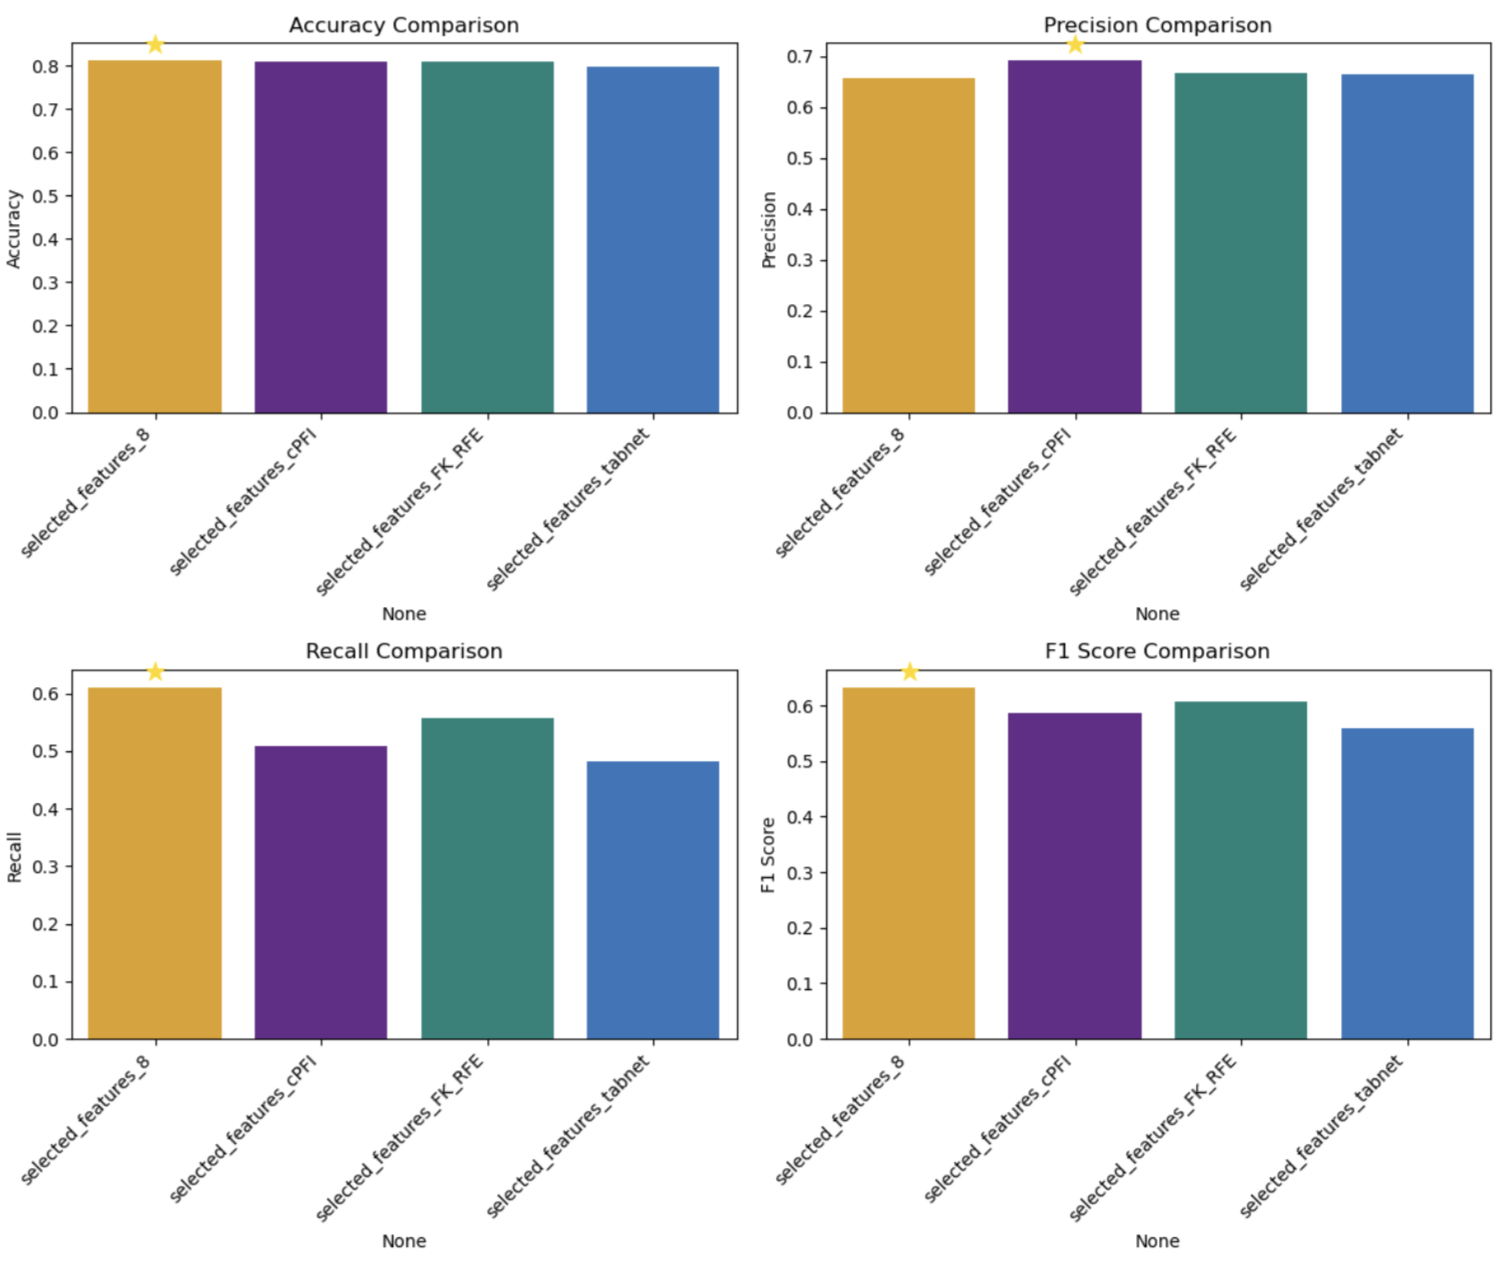 Accuracy Comparison
Accuracy
0.8
0.7
0.6
0.5
0.4
0.3
0.2
0.1
0.0
selected_features_8
selected_features_cPFI
selected_features_FK_RFE
selected_features_tabnet
None
Precision Comparison
Precision
0.7
0.6
0.5
0.4
0.3
0.2
0.1
0.0
selected_features_8
selected_features_cPFI
selected_features_FK_RFE
selected_features_tabnet
None
Recall Comparison
Recall
0.6
0.5
0.4
0.3
0.2
0.1
0.0
selected_features_8
selected_features_cPFI
selected_features_FK_RFE
selected_features_tabnet
None
F1 Score Comparison
F1 Score
0.6
0.5
0.4
0.3
0.2
0.1
0.0
selected_features_8
selected_features_cPFI
selected_features_FK_RFE
selected_features_tabnet
None